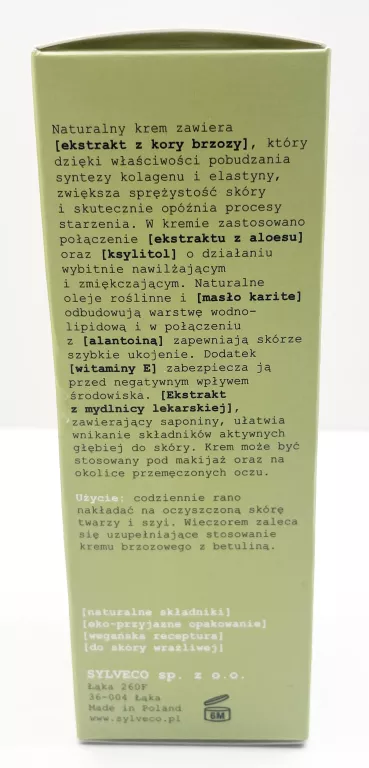 Naturalny krem zawiera
[ekstrakt z kory brzozy], który
dzięki właściwości pobudzania
syntezy kolagenu i elastyny,
zwiększa sprężystość skóry
i skutecznie opóźnia procesy
starzenia. W kremie zastosowano
połączenie [ekstraktu z aloesu]
oraz [ksylitol] o działaniu
wybitnie nawilżającym
i zmiękczającym. Naturalne
oleje roślinne i [masło karite]
odbudowują warstwę wodno-
lipidową i w połączeniu
z [alantoiną] zapewniają skórze
szybkie ukojenie. Dodatek
[witaminy E] zabezpiecza ją
przed negatywnym wpływem
środowiska. [Ekstrakt
z mydlnicy lekarskiej],
zawierający saponiny, ułatwia
wnikanie składników aktywnych
głębiej do skóry. Krem może być
stosowany pod makijaż oraz na
okolice przemęczonych oczu.
Użycie: codziennie rano
nakładać na oczyszczoną skórę
twarzy i szyi. Wieczorem zaleca
się uzupełniające stosowanie
kremu brzozowego z betuliną.
[naturalne składniki]
[eko-przyjazne opakowanie]
[wegańska receptura]
[do skóry wrażliwej]
SYLVECO sp. z o.o.
Łąka 260F
36-004 Łąka
Made in Poland
www.sylveco.pl
6M